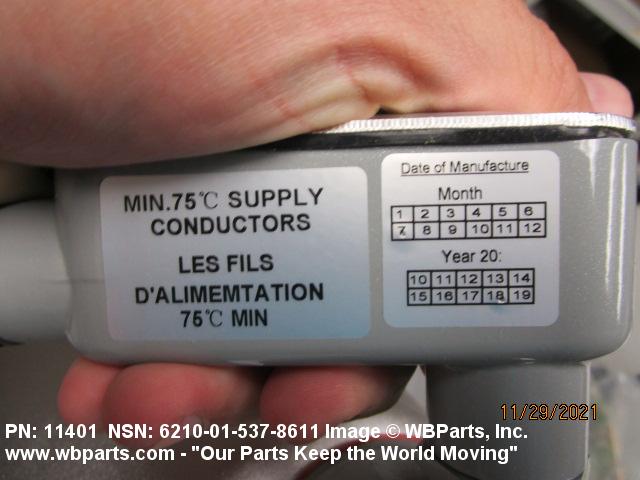 MIN.75℃ SUPPLY
CONDUCTORS
LES FILS
D'ALIMEMTATION
75℃ MIN
Date of Manufacture
Month
1 2 3 4 5 6
7 8 9 10 11 12
Year 20:
10 11 12 13 14
15 16 17 18 19
11/29/2021
PN: 11401 NSN: 6210-01-537-8611 Image © WBParts, Inc.
www.wbparts.com - "Our Parts Keep the World Moving"